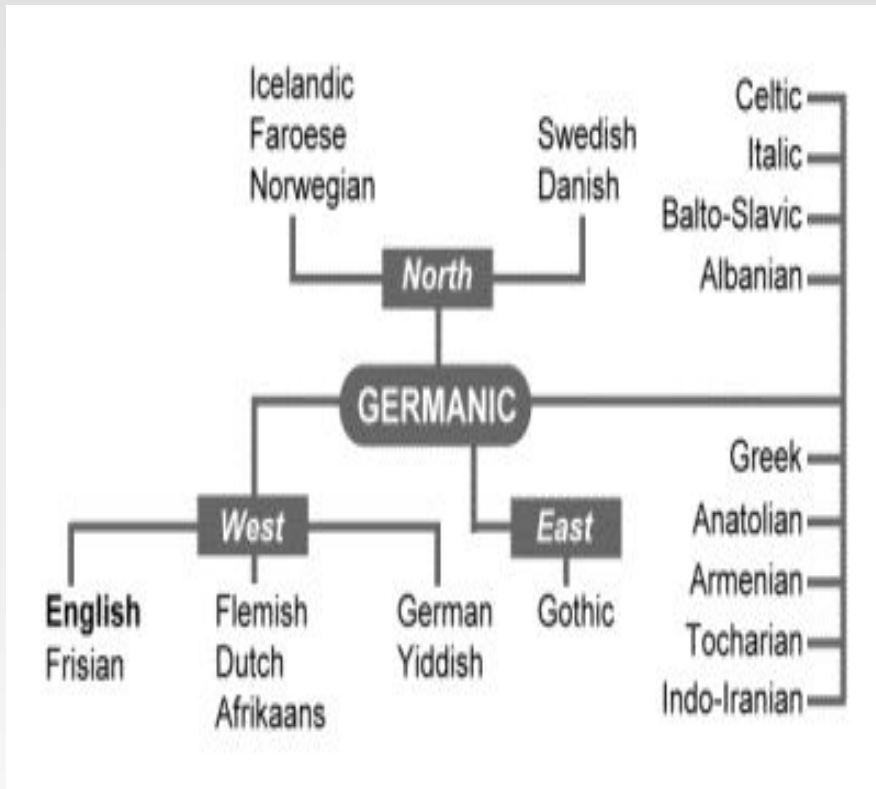 Icelandic
Faroese
Norwegian
Swedish
Danish
North
GERMANIC
West
East
English
Frisian
Flemish
Dutch
Afrikaans
German
Yiddish
Gothic
Celtic
Italic
Balto-Slavic
Albanian
Greek
Anatolian
Armenian
Tocharian
Indo-Iranian